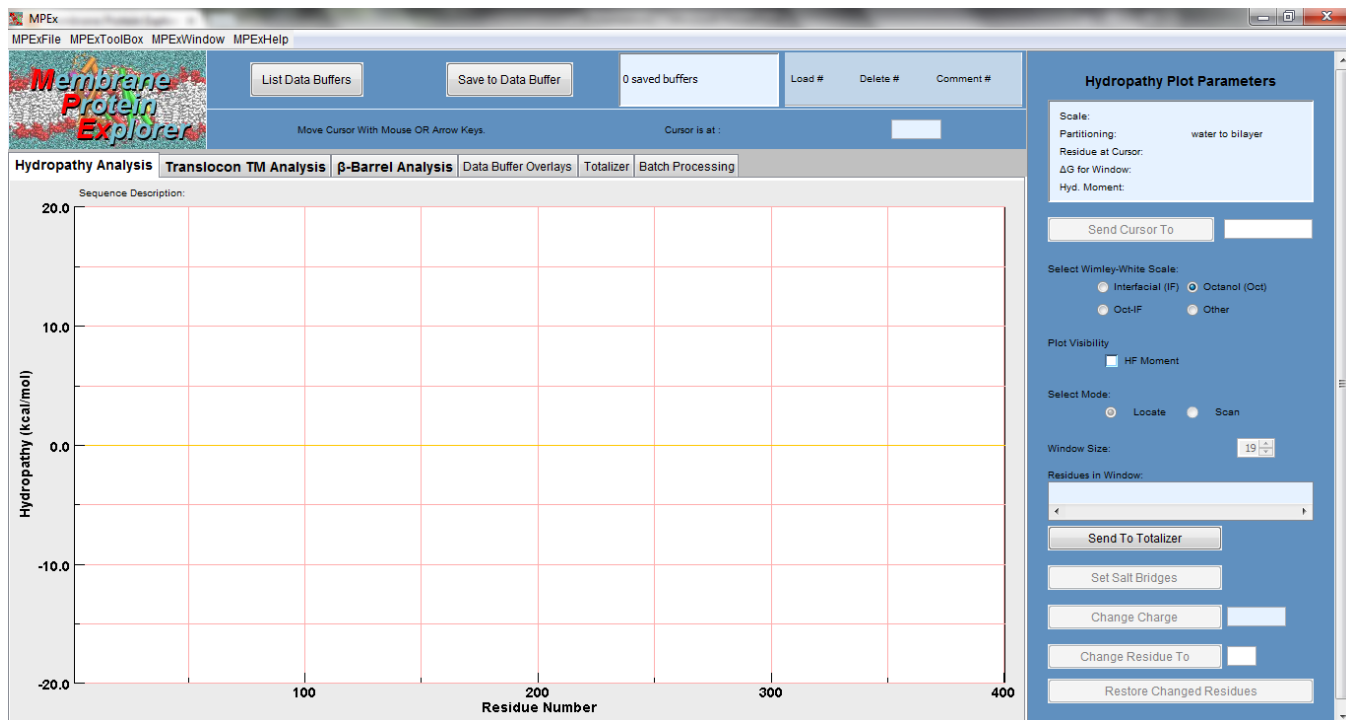 MPEx
MPExFile MPExToolBox MPExWindow MPExHelp
Membrane
Protein
Explorer
List Data Buffers
Save to Data Buffer
0 saved buffers
Load # Delete # Comment #
Move Cursor With Mouse OR Arrow Keys.
Cursor is at :
Hydropathy Analysis Translocon TM Analysis β-Barrel Analysis Data Buffer Overlays Totalizer Batch Processing
Sequence Description:
20.0
10.0
0.0
-10.0
-20.0
Hydropathy (kcal/mol)
100 200 300 400
Residue Number
Hydropathy Plot Parameters
Scale:
Partitioning: water to bilayer
Residue at Cursor:
ΔG for Window:
Hyd. Moment:
Send Cursor To
Select Wimley-White Scale:
Interfacial (IF) Octanol (Oct)
Oct-IF Other
Plot Visibility
HF Moment
Select Mode:
Locate Scan
Window Size: 19
Residues in Window:
Send To Totalizer
Set Salt Bridges
Change Charge
Change Residue To
Restore Changed Residues